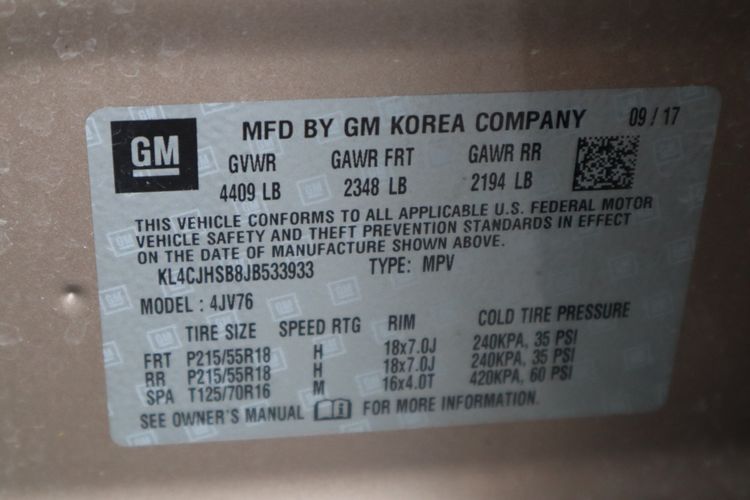 GM
MFD BY GM KOREA COMPANY 09 / 17
GVWR GAWR FRT GAWR RR
4409 LB 2348 LB 2194 LB
THIS VEHICLE CONFORMS TO ALL APPLICABLE U.S. FEDERAL MOTOR
VEHICLE SAFETY AND THEFT PREVENTION STANDARDS IN EFFECT
ON THE DATE OF MANUFACTURE SHOWN ABOVE.
KL4CJHSB8JB533933 TYPE: MPV
MODEL : 4JV76
TIRE SIZE SPEED RTG RIM COLD TIRE PRESSURE
FRT P215/55R18 H 18x7.0J 240KPA, 35 PSI
RR P215/55R18 H 18x7.0J 240KPA, 35 PSI
SPA T125/70R16 M 16x4.0T 420KPA, 60 PSI
SEE OWNER'S MANUAL FOR MORE INFORMATION.